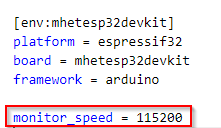 [env:mhetesp32devkit]
platform = espressif32
board = mhetesp32devkit
framework = arduino
monitor_speed = 115200